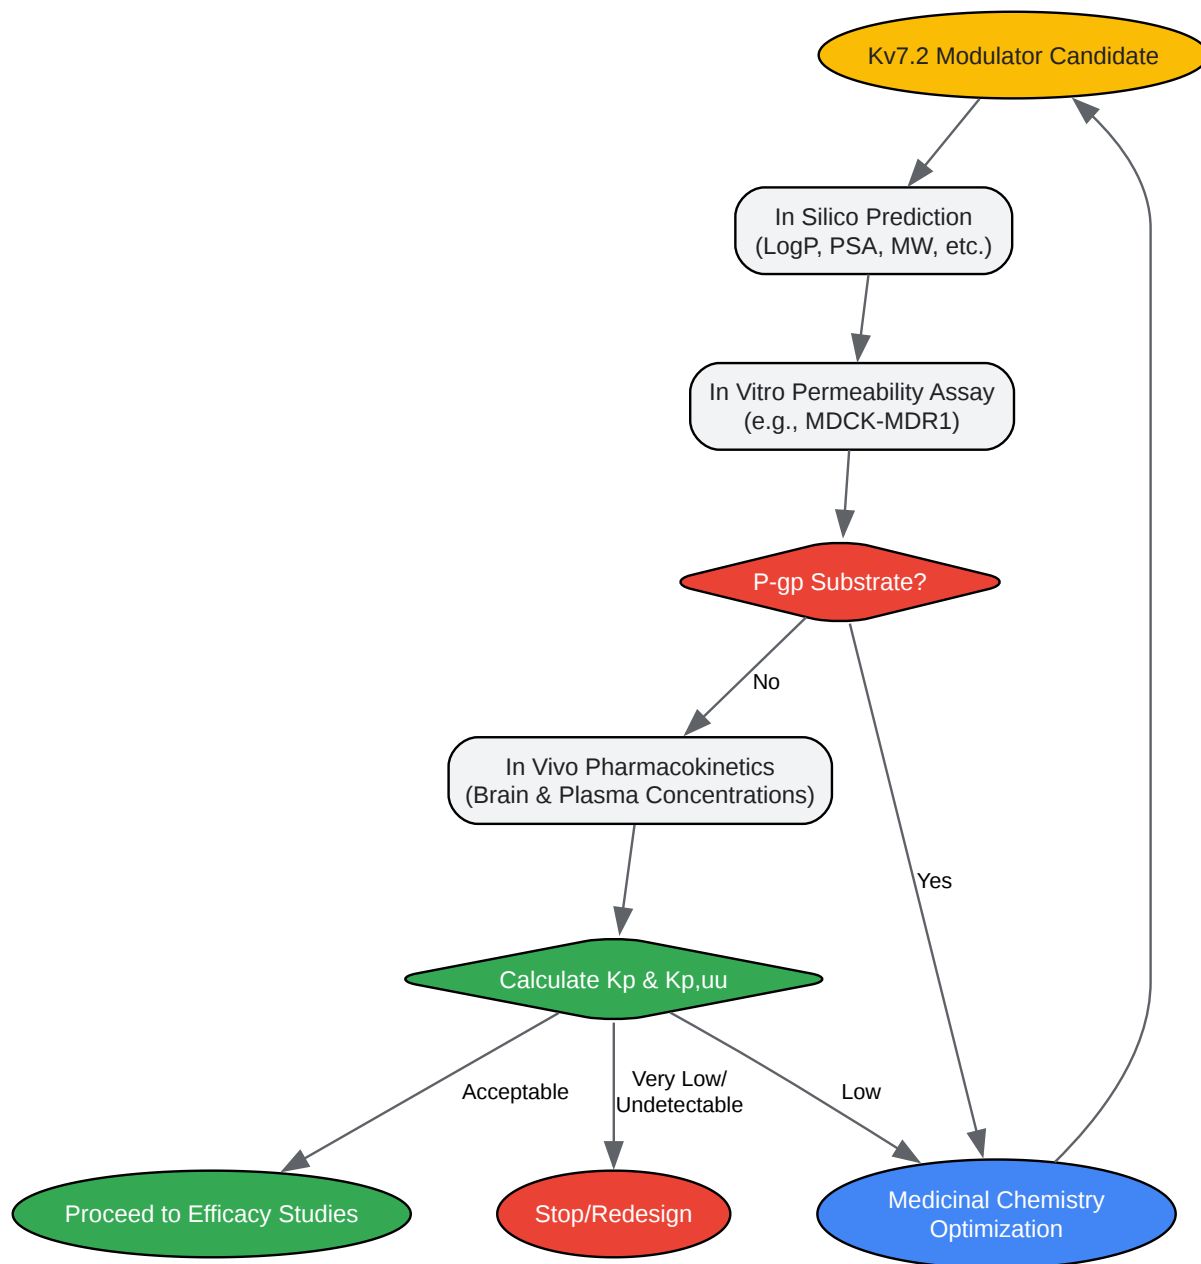 Kv7.2 Modulator Candidate
In Silico Prediction
(LogP, PSA, MW, etc.)
In Vitro Permeability Assay
(e.g., MDCK-MDR1)
P-gp Substrate?
No
In Vivo Pharmacokinetics
(Brain & Plasma Concentrations)
Yes
Calculate Kp & Kp,uu
Acceptable
Very Low/
Undetectable
Low
Proceed to Efficacy Studies
Stop/Redesign
Medicinal Chemistry
Optimization